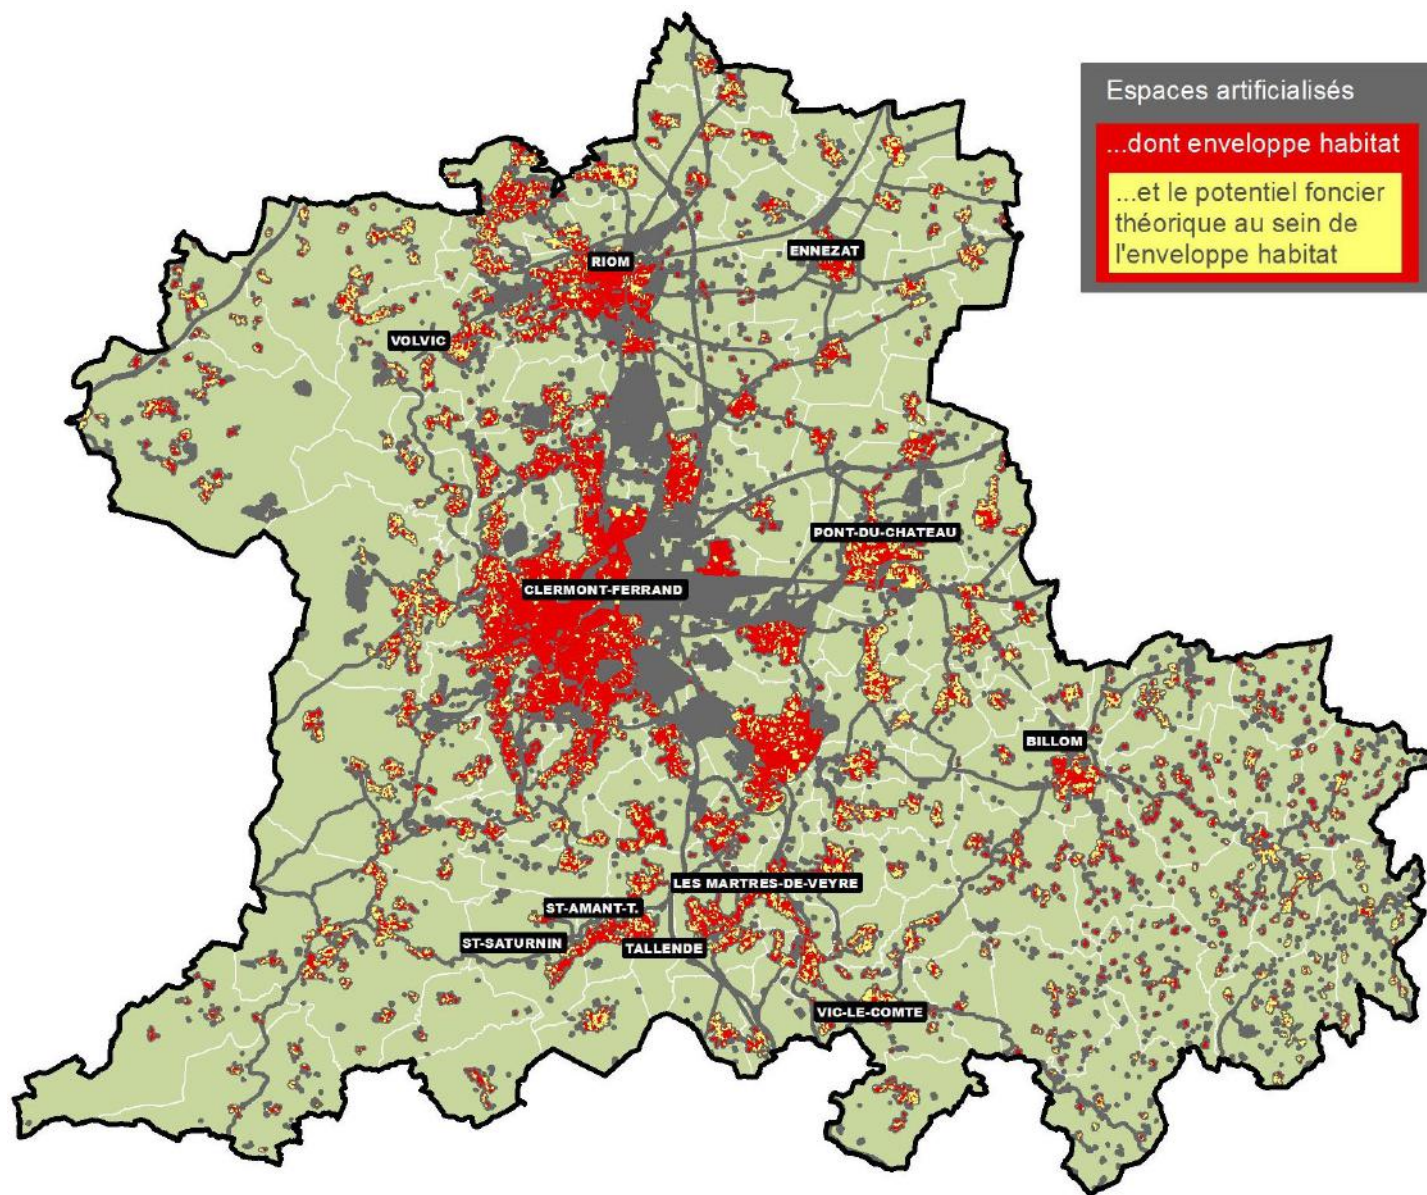 Espaces artificialisés
...dont enveloppe habitat
...et le potentiel foncier
théorique au sein de
l'enveloppe habitat
RIOM
ENNEZAT
VOLVIC
PONT-DU-CHATEAU
CLERMONT-FERRAND
BILLOM
LES MARTRES-DE-VEYRE
ST-AMANT-T.
ST-SATURNIN
TALLENDE
VIC-LE-COMTE